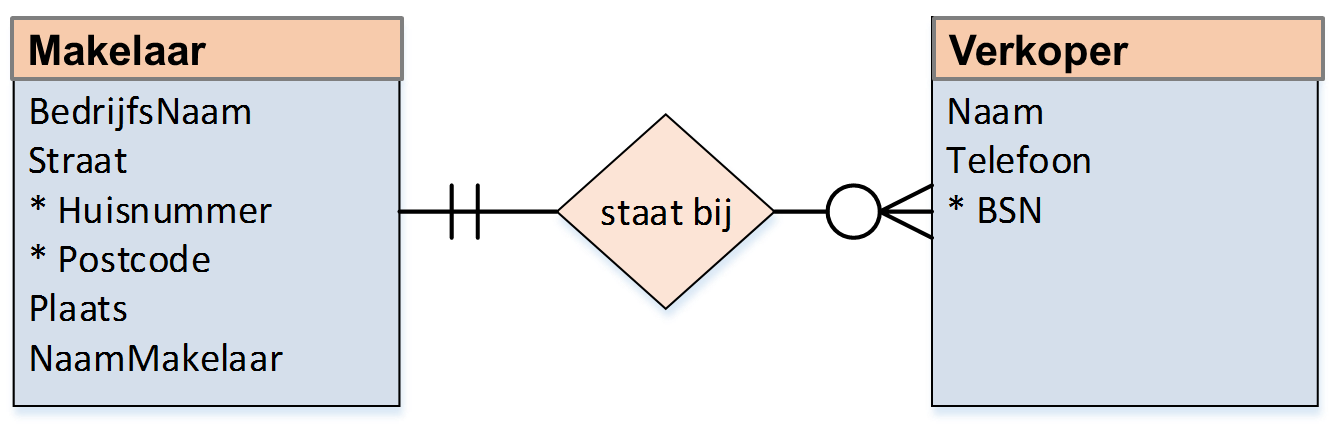 Makelaar
BedrijfsNaam
Straat
* Huisnummer
* Postcode
Plaats
NaamMakelaar
staat bij
Verkoper
Naam
Telefoon
* BSN